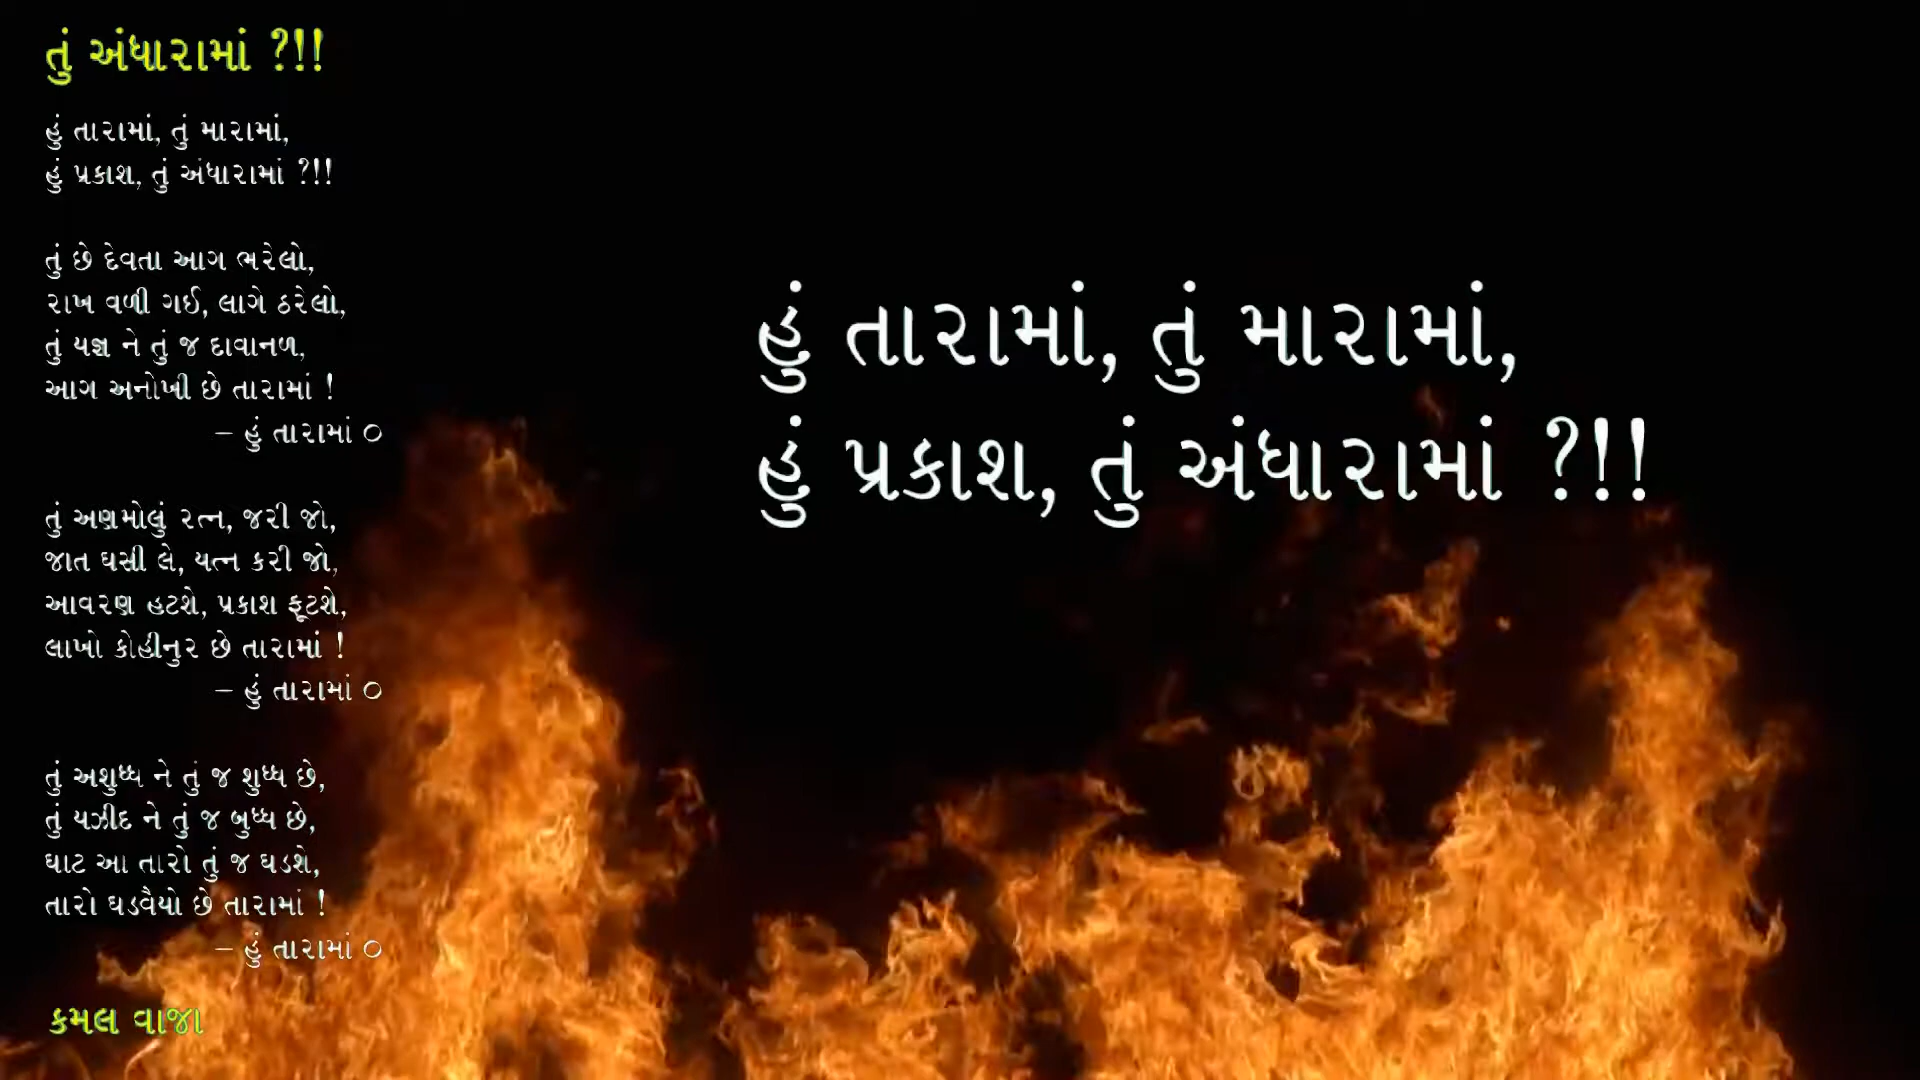 તું અંધારામાં ?!!
હું તારામાં, તું મારામાં,
હું પ્રકાશ, તું અંધારામાં ?!!
તું છે દેવતા આગ ભરેલો,
રાખ વળી ગઈ, લાગે ઠરેલો,
તું યજ્ઞ ને તું જ દાવાનળ,
આગ અનોખી છે તારામાં !
– હું તારામાં ૦
તું અણમોલું રત્ન, જરી જો,
જાત ઘસી લે, યત્ન કરી જો,
આવરણ હટશે, પ્રકાશ ફૂટશે,
લાખો કોહીનુર છે તારામાં !
– હું તારામાં ૦
તું અશુધ્ધ ને તું જ શુધ્ધ છે,
તું યઝીદ ને તું જ બુધ્ધ છે,
ઘાટ આ તારો તું જ ઘડશે,
તારો ઘડવૈયો છે તારામાં !
– હું તારામાં ૦
કમલ વાજા
હું તારામાં, તું મારામાં,
હું પ્રકાશ, તું અંધારામાં ?!!